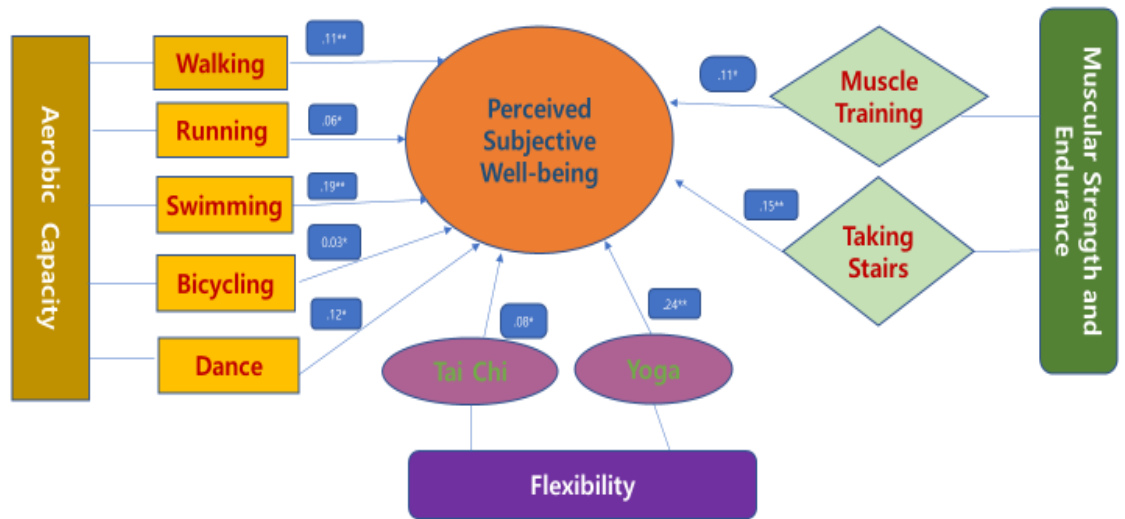 Aerobic Capacity
Walking
.11**
Running
.06*
Swimming
.19**
Bicycling
0.03*
Dance
.12*
Perceived
Subjective
Well-being
.11*
Muscle
Training
.15**
Taking
Stairs
Muscular Strength and
Endurance
.08*
Tai Chi
.24**
Yoga
Flexibility